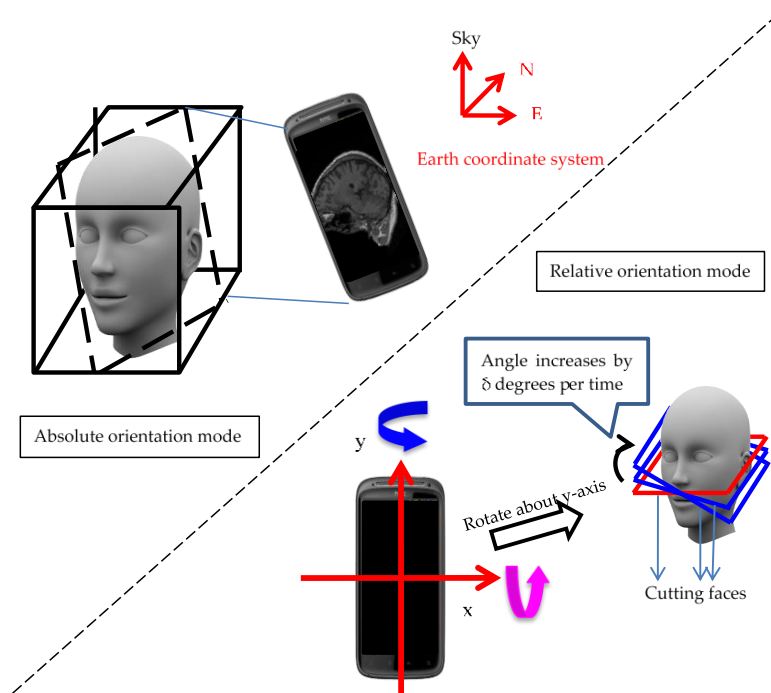 Sky
N
E
Earth coordinate system
Relative orientation mode
Angle increases by
δ degrees per time
Absolute orientation mode
y
Rotate about y-axis
x
Cutting faces